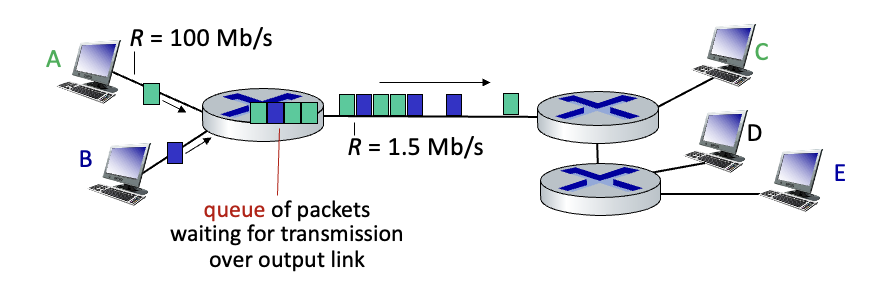 R = 100 Mb/s
A
C
B
R = 1.5 Mb/s
D
E
queue of packets
waiting for transmission
over output link